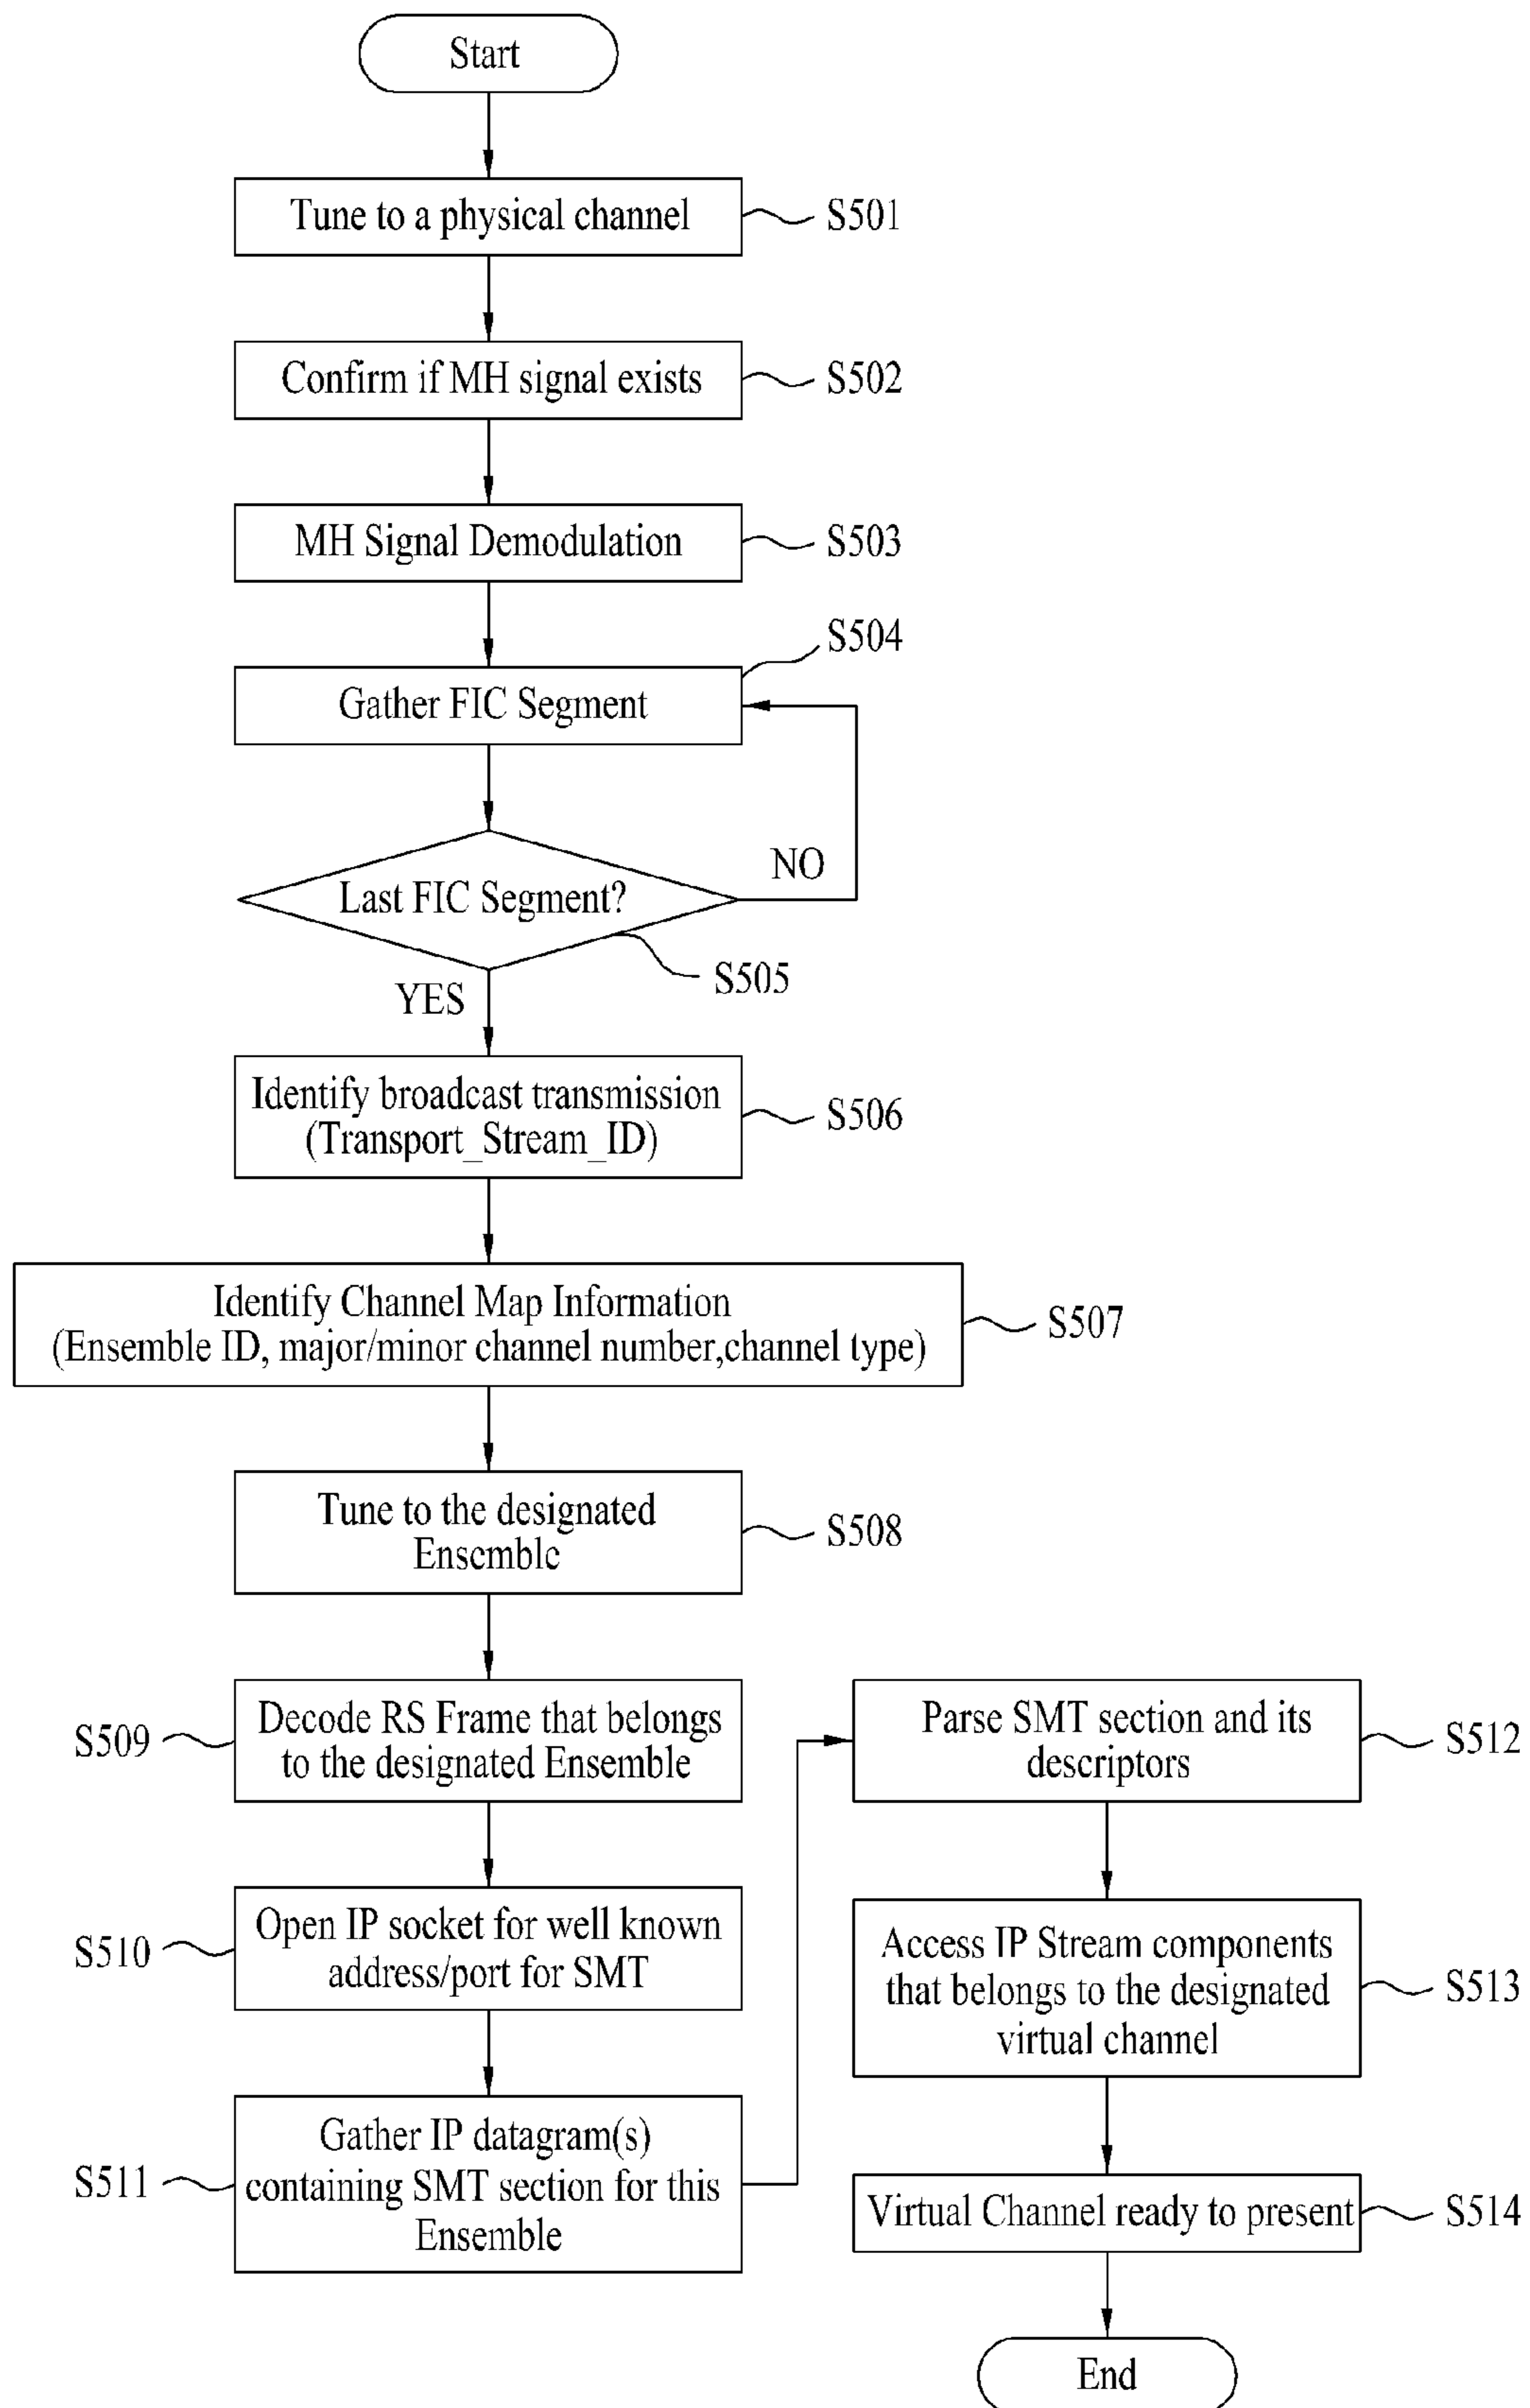 Start
Tune to a physical channel
S501
Confirm if MH signal exists
S502
MH Signal Demodulation
S503
S504
Gather FIC Segment
NO
Last FIC Segment?
S505
YES
Identify broadcast transmission
(Transport_Stream_ID)
S506
Identify Channel Map Information
(Ensemble ID, major/minor channel number,channel type)
S507
Tune to the designated
Ensemble
S508
S509
Decode RS Frame that belongs
to the designated Ensemble
S510
Open IP socket for well known
address/port for SMT
S511
Gather IP datagram(s)
containing SMT section for this
Ensemble
Parse SMT section and its
descriptors
S512
Access IP Stream components
that belongs to the designated
virtual channel
S513
Virtual Channel ready to present
S514
End